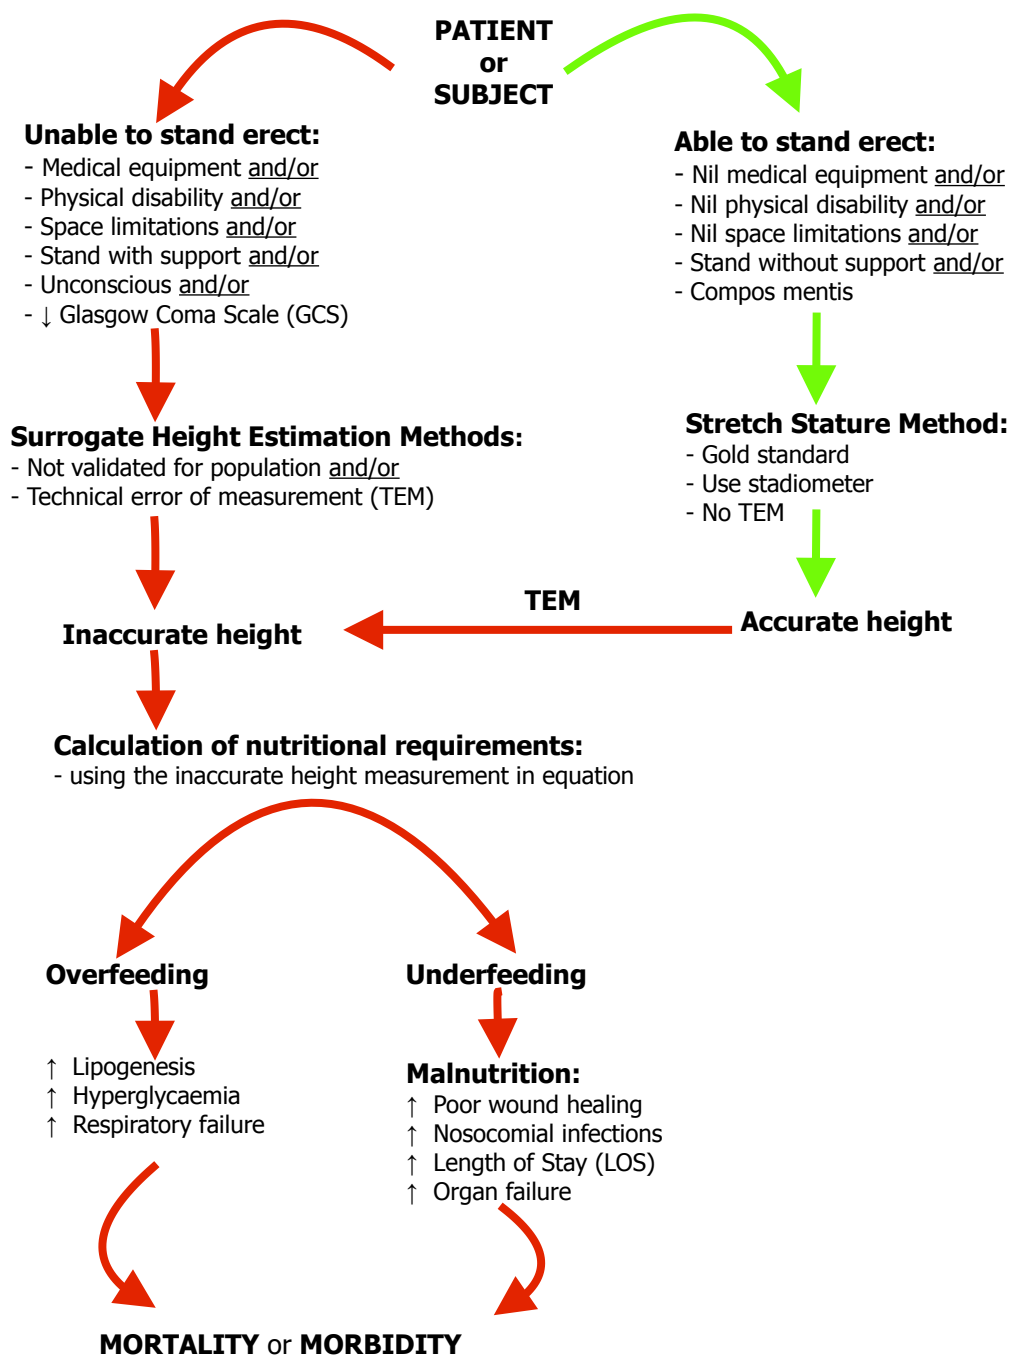 PATIENT
or
SUBJECT
Unable to stand erect:
- Medical equipment and/or
- Physical disability and/or
- Space limitations and/or
- Stand with support and/or
- Unconscious and/or
- ↓ Glasgow Coma Scale (GCS)
Able to stand erect:
- Nil medical equipment and/or
- Nil physical disability and/or
- Nil space limitations and/or
- Stand without support and/or
- Compos mentis
Surrogate Height Estimation Methods:
- Not validated for population and/or
- Technical error of measurement (TEM)
Stretch Stature Method:
- Gold standard
- Use stadiometer
- No TEM
TEM
Inaccurate height
Accurate height
Calculation of nutritional requirements:
- using the inaccurate height measurement in equation
Overfeeding
↑ Lipogenesis
↑ Hyperglycaemia
↑ Respiratory failure
Underfeeding
Malnutrition:
↑ Poor wound healing
↑ Nosocomial infections
↑ Length of Stay (LOS)
↑ Organ failure
MORTALITY or MORBIDITY